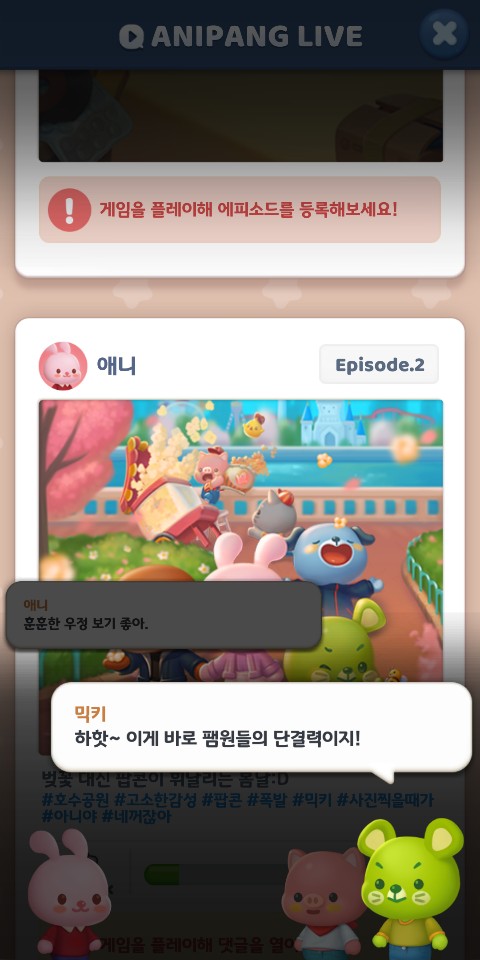 ANIPANG LIVE
게임을 플레이해 에피소드를 등록해보세요!
애니
Episode.2
애니
훈훈한 우정 보기 좋아.
믹키
하핫~ 이게 바로 팸원들의 단결력이지!
벚꽃 대신 팝콘이 휘날리는 봄날:D
#호수공원 #고소한감성 #팝콘 #폭발 #믹키 #사진찍을때가
#아니야 #네꺼잖아
게임을 플레이해 댓글을